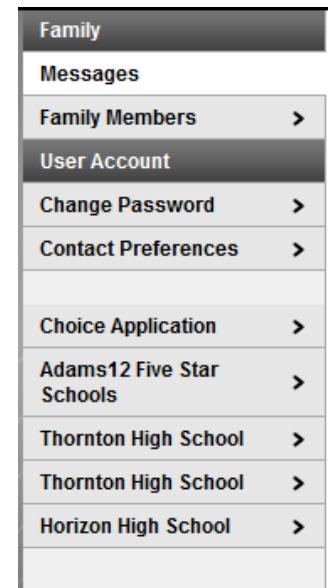 Family
Messages
Family Members
User Account
Change Password
Contact Preferences
Choice Application
Adams12 Five Star
Schools
Thornton High School
Thornton High School
Horizon High School